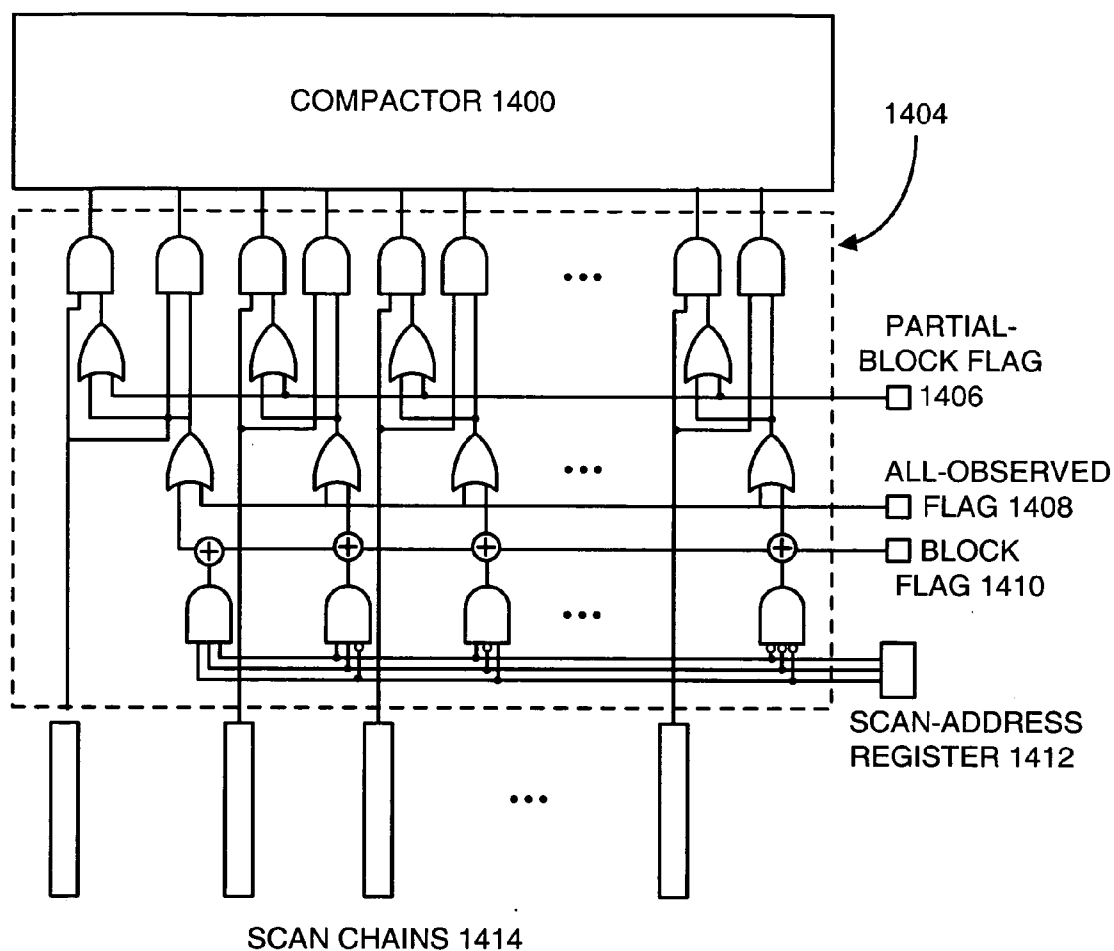 COMPACTOR 1400
1404
PARTIAL-
BLOCK FLAG
1406
ALL-OBSERVED
FLAG 1408
BLOCK
FLAG 1410
SCAN-ADDRESS
REGISTER 1412
SCAN CHAINS 1414